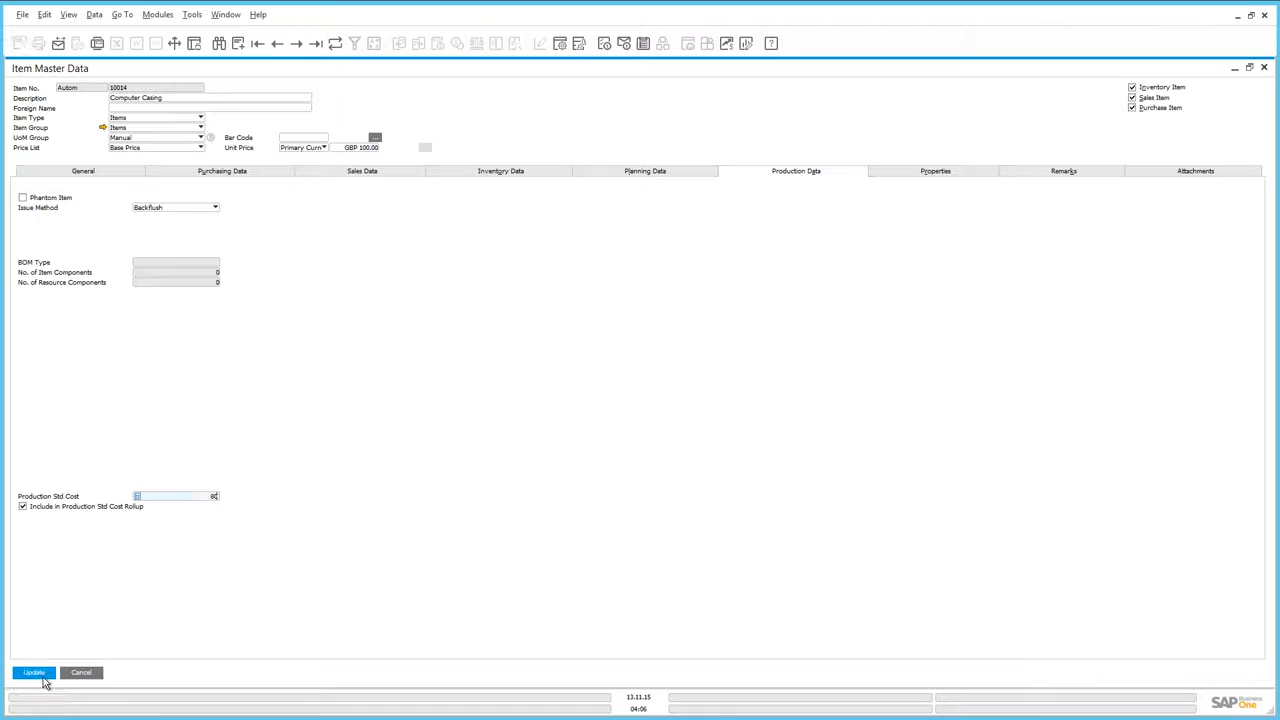 File Edit View Data Go To Modules Tools Window Help
Item Master Data
Item No. Autom 10014
Description Computer Casing
Foreign Name
Item Type Items
Item Group Items
UoM Group Manual Bar Code ...
Price List Base Price Unit Price Primary Curr GBP 100.00
Inventory Item
Sales Item
Purchase Item
General Purchasing Data Sales Data Inventory Data Planning Data Production Data Properties Remarks Attachments
Phantom Item
Issue Method Backflush
BOM Type
No. of Item Components 0
No. of Resource Components 0
Production Std Cost
Include in Production Std Cost Rollup
Update Cancel
13.11.15
04:06
SAP Business One